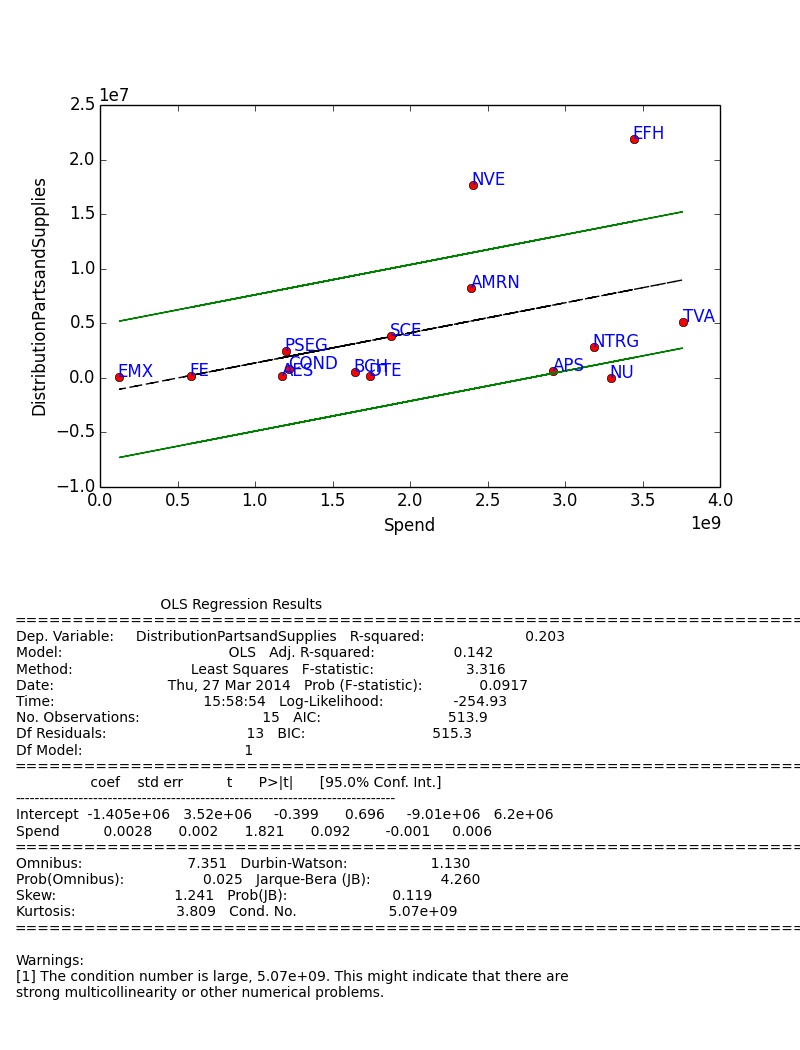 1e7
2.5
2.0
1.5
1.0
0.5
0.0
−0.5
−1.0
DistributionPartsandSupplies
EFH
NVE
AMRN
TVA
SCE
NTRG
PSEG
COND
EMX
FE
AES
BCH
DTE
APS
NU
0.0 0.5 1.0 1.5 2.0 2.5 3.0 3.5 4.0
Spend
1e9
OLS Regression Results
==============================================================================
Dep. Variable: DistributionPartsandSupplies R-squared: 0.203
Model: OLS Adj. R-squared: 0.142
Method: Least Squares F-statistic: 3.316
Date: Thu, 27 Mar 2014 Prob (F-statistic): 0.0917
Time: 15:58:54 Log-Likelihood: -254.93
No. Observations: 15 AIC: 513.9
Df Residuals: 13 BIC: 515.3
Df Model: 1
==============================================================================
coef std err t P>|t| [95.0% Conf. Int.]
------------------------------------------------------------------------------
Intercept -1.405e+06 3.52e+06 -0.399 0.696 -9.01e+06 6.2e+06
Spend 0.0028 0.002 1.821 0.092 -0.001 0.006
==============================================================================
Omnibus: 7.351 Durbin-Watson: 1.130
Prob(Omnibus): 0.025 Jarque-Bera (JB): 4.260
Skew: 1.241 Prob(JB): 0.119
Kurtosis: 3.809 Cond. No. 5.07e+09
==============================================================================
Warnings:
[1] The condition number is large, 5.07e+09. This might indicate that there are
strong multicollinearity or other numerical problems.